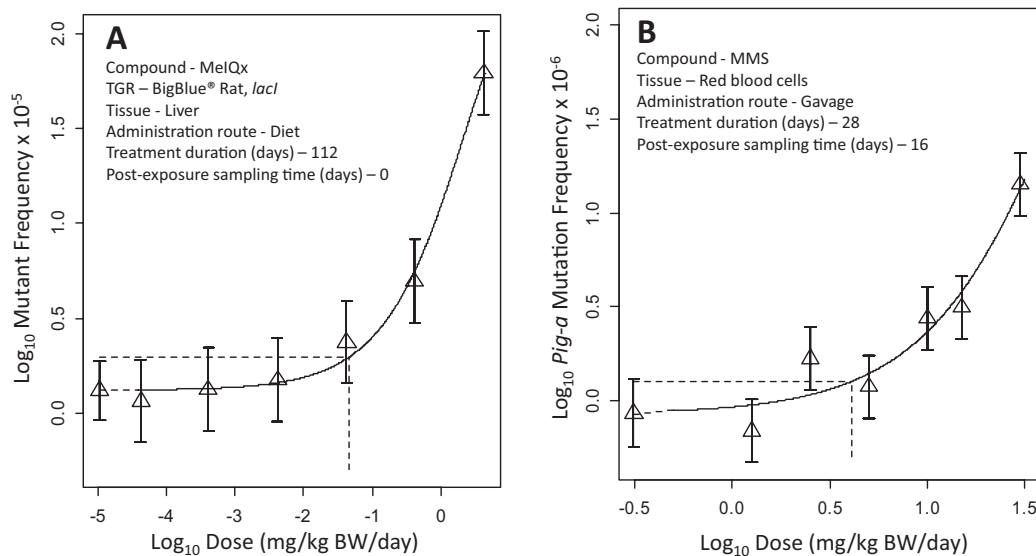 A
Compound - MeIQx
TGR – BigBlue® Rat, lacI
Tissue - Liver
Administration route - Diet
Treatment duration (days) – 112
Post-exposure sampling time (days) – 0
Log₁₀ Mutant Frequency x 10⁻⁵
2.0
1.5
1.0
0.5
0.0
-5 -4 -3 -2 -1 0
Log₁₀ Dose (mg/kg BW/day)
B
Compound - MMS
Tissue – Red blood cells
Administration route - Gavage
Treatment duration (days) – 28
Post-exposure sampling time (days) – 16
Log₁₀ Pig-a Mutation Frequency x 10⁻⁶
2.0
1.5
1.0
0.5
0.0
-0.5 0.0 0.5 1.0 1.5
Log₁₀ Dose (mg/kg BW/day)